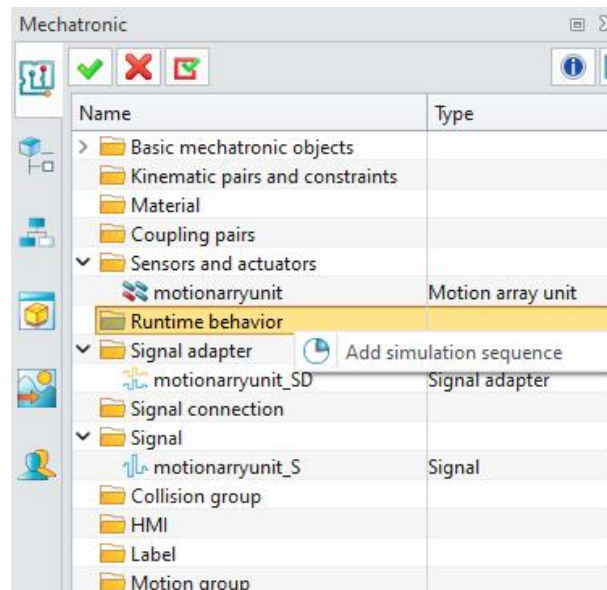 Mechatronic
Name Type
Basic mechatronic objects
Kinematic pairs and constraints
Material
Coupling pairs
Sensors and actuators
motionarryunit Motion array unit
Runtime behavior
Add simulation sequence
Signal adapter
motionarryunit_SD Signal adapter
Signal connection
Signal
motionarryunit_S Signal
Collision group
HMI
Label
Motion group